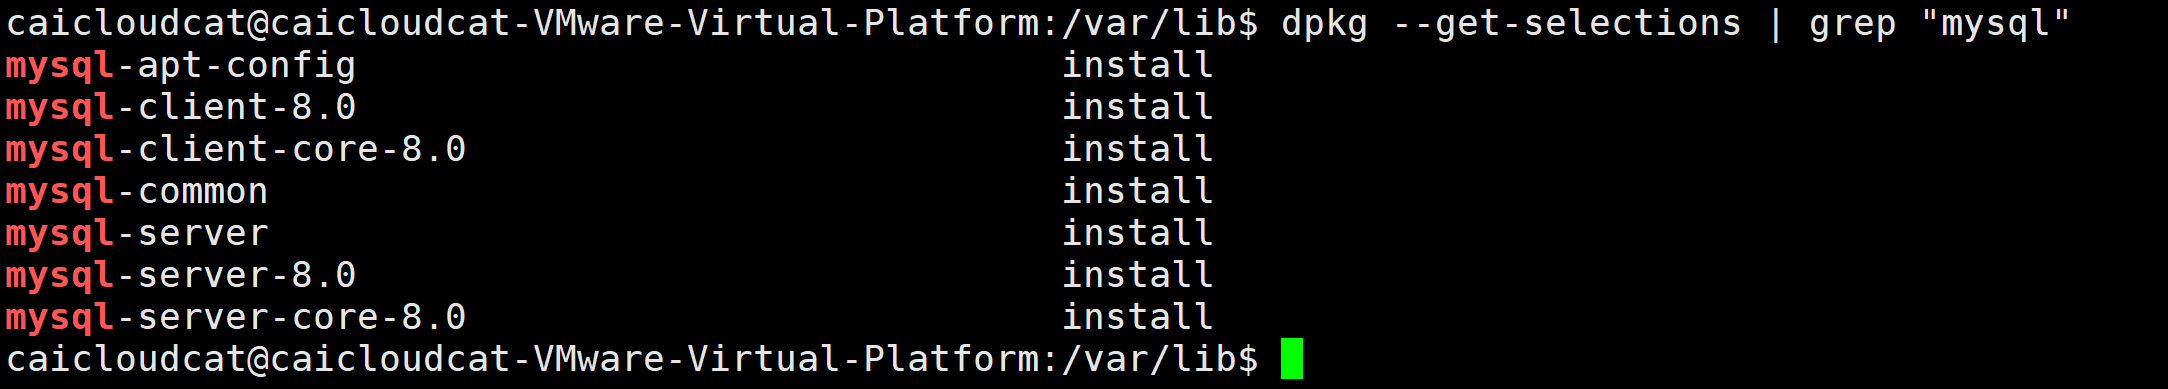 caicloudcat@caicloudcat-VMware-Virtual-Platform:/var/lib$ dpkg --get-selections | grep "mysql"
mysql-apt-config install
mysql-client-8.0 install
mysql-client-core-8.0 install
mysql-common install
mysql-server install
mysql-server-8.0 install
mysql-server-core-8.0 install
caicloudcat@caicloudcat-VMware-Virtual-Platform:/var/lib$